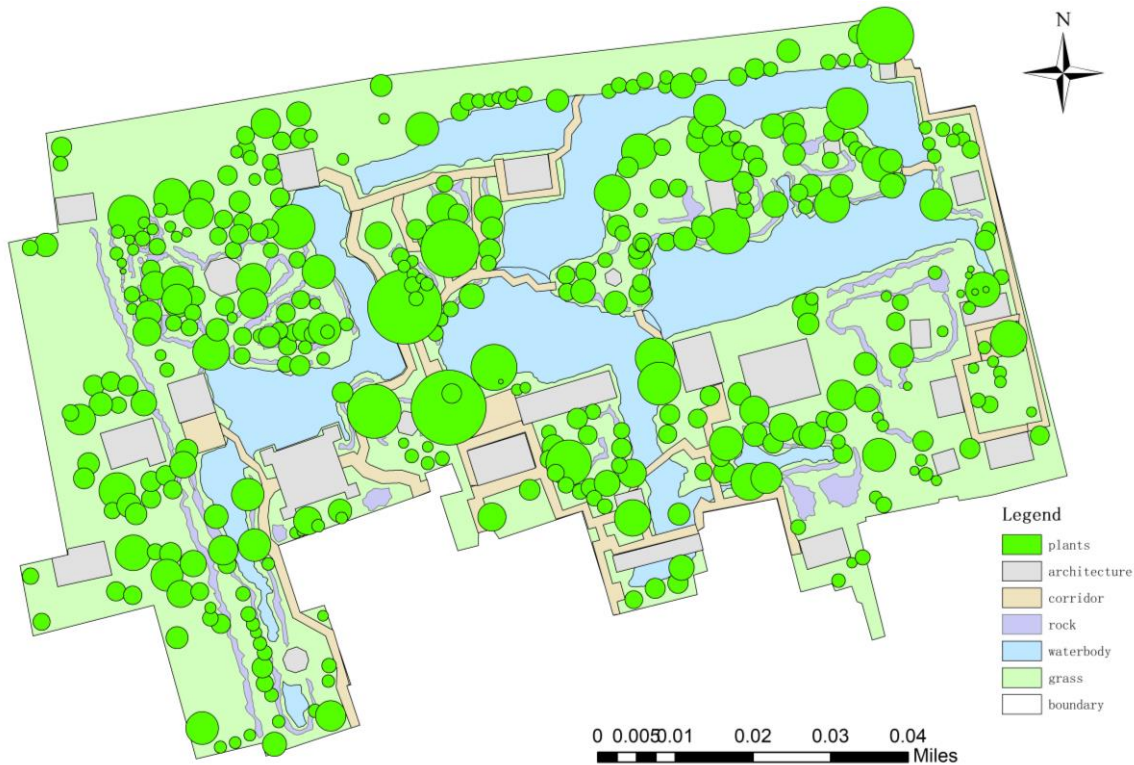 N
Legend
plants
architecture
corridor
rock
waterbody
grass
boundary
0 0.005 0.01 0.02 0.03 0.04
Miles